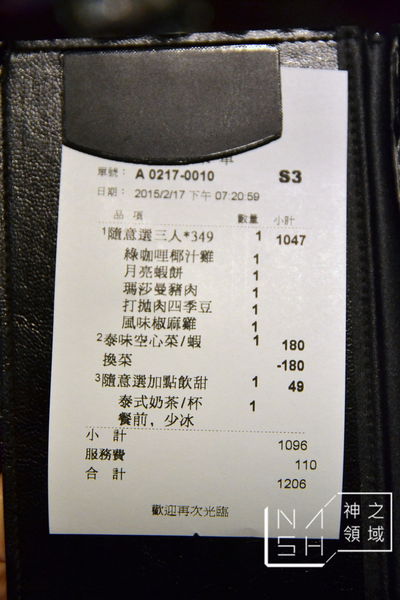 單
單號： A 0217-0010 S3
日期： 2015/2/17 下午 07:20:59
品 項 數量 小計
1隨意選三人*349 1 1047
綠咖哩椰汁雞 1
月亮蝦餅 1
瑪莎曼豬肉 1
打拋肉四季豆 1
風味椒麻雞 1
2泰味空心菜/蝦 1 180
換菜 -180
3隨意選加點飲甜 1 49
泰式奶茶/杯 1
餐前，少冰
小 計 1096
服務費 110
合 計 1206
歡迎再次光臨
NASH 神之領域